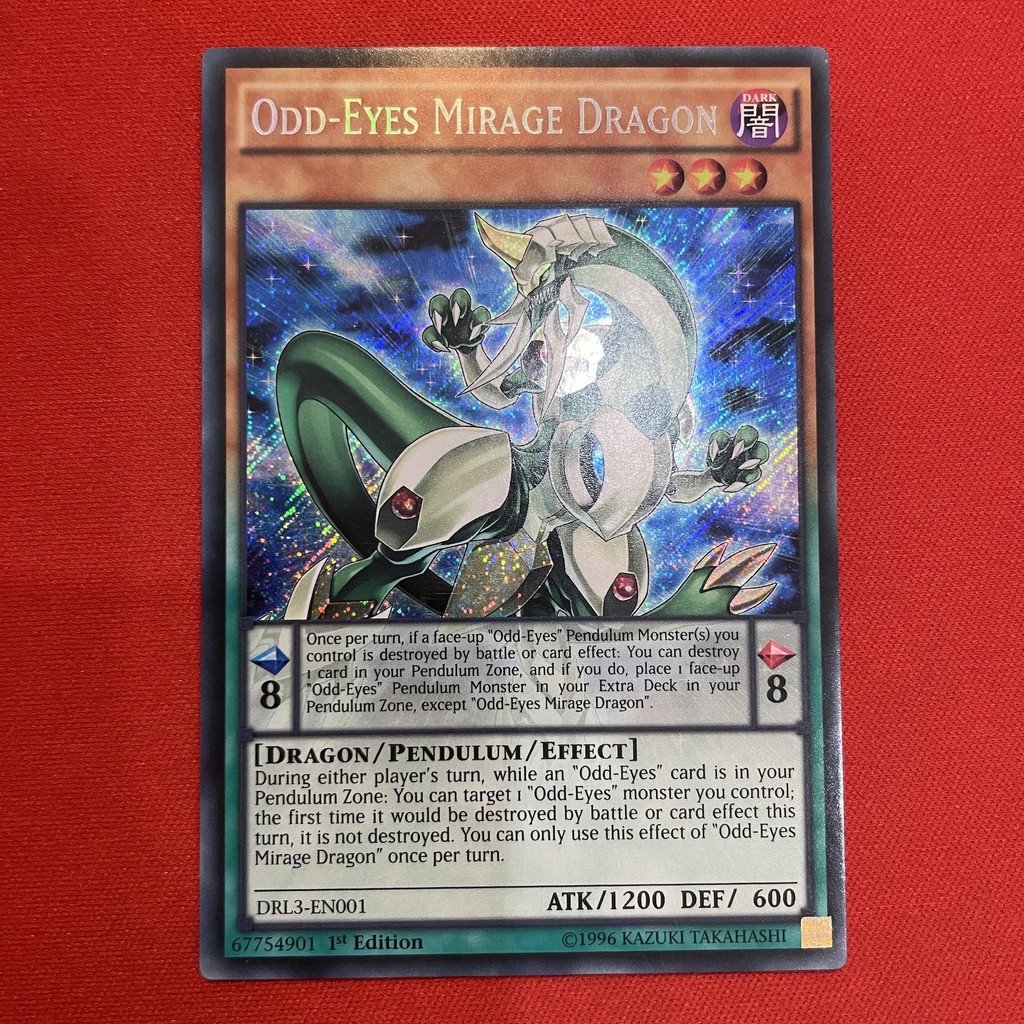 ODD-EYES MIRAGE DRAGON
DARK
闇
Once per turn, if a face-up "Odd-Eyes" Pendulum Monster(s) you
control is destroyed by battle or card effect: You can destroy
1 card in your Pendulum Zone, and if you do, place 1 face-up
"Odd-Eyes" Pendulum Monster in your Extra Deck in your
Pendulum Zone, except "Odd-Eyes Mirage Dragon".
8
8
[DRAGON/PENDULUM/EFFECT]
During either player's turn, while an "Odd-Eyes" card is in your
Pendulum Zone: You can target 1 "Odd-Eyes" monster you control;
the first time it would be destroyed by battle or card effect this
turn, it is not destroyed. You can only use this effect of "Odd-Eyes
Mirage Dragon" once per turn.
ATK/1200 DEF/ 600
DRL3-EN001
67754901 1st Edition
©1996 KAZUKI TAKAHASHI